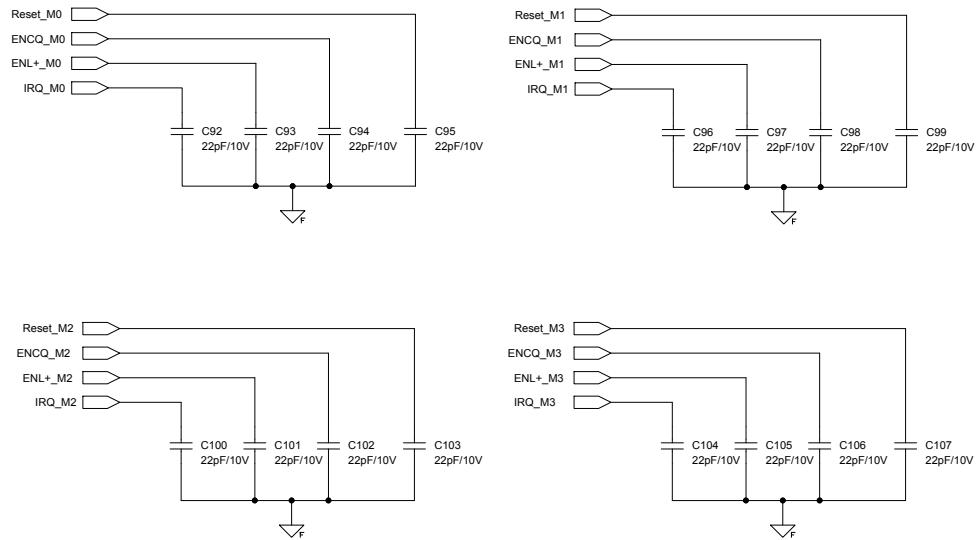 Reset_M0
ENCQ_M0
ENL+_M0
IRQ_M0
C92
22pF/10V
C93
22pF/10V
C94
22pF/10V
C95
22pF/10V
F
Reset_M1
ENCQ_M1
ENL+_M1
IRQ_M1
C96
22pF/10V
C97
22pF/10V
C98
22pF/10V
C99
22pF/10V
F
Reset_M2
ENCQ_M2
ENL+_M2
IRQ_M2
C100
22pF/10V
C101
22pF/10V
C102
22pF/10V
C103
22pF/10V
F
Reset_M3
ENCQ_M3
ENL+_M3
IRQ_M3
C104
22pF/10V
C105
22pF/10V
C106
22pF/10V
C107
22pF/10V
F